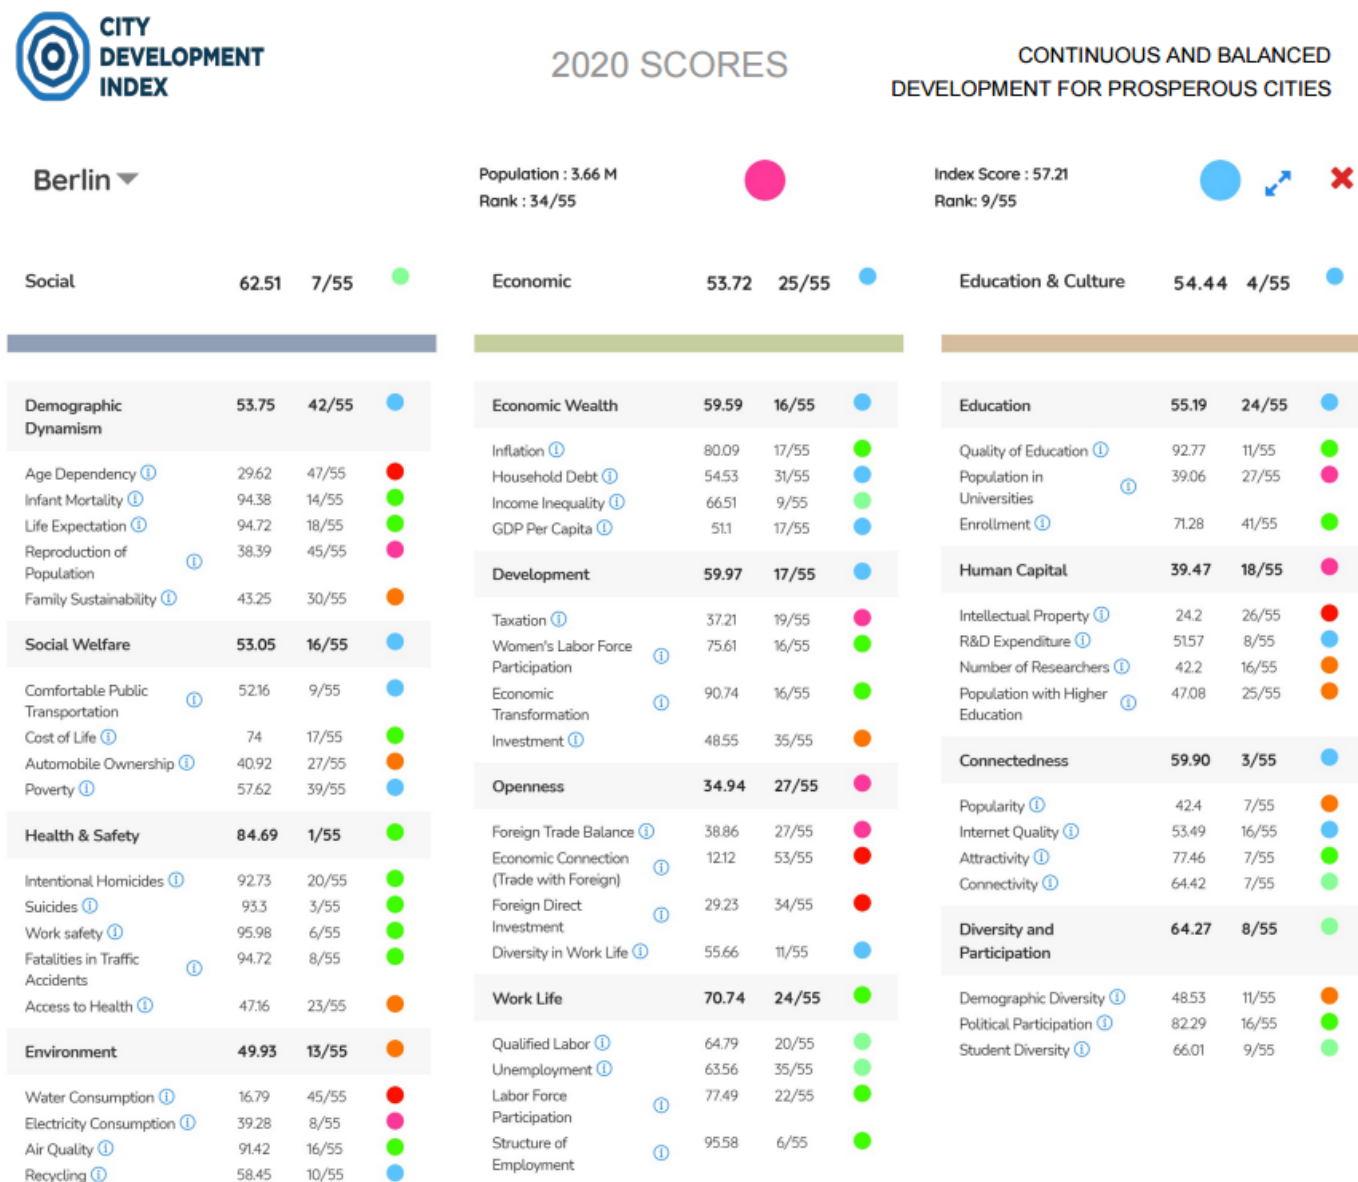 CITY
DEVELOPMENT
INDEX
2020 SCORES
CONTINUOUS AND BALANCED
DEVELOPMENT FOR PROSPEROUS CITIES
Berlin
Population : 3.66 M
Rank : 34/55
Index Score : 57.21
Rank: 9/55
Social 62.51 7/55
Demographic
Dynamism 53.75 42/55
Age Dependency 29.62 47/55
Infant Mortality 94.38 14/55
Life Expectation 94.72 18/55
Reproduction of
Population 38.39 45/55
Family Sustainability 43.25 30/55
Social Welfare 53.05 16/55
Comfortable Public
Transportation 52.16 9/55
Cost of Life 74 17/55
Automobile Ownership 40.92 27/55
Poverty 57.62 39/55
Health & Safety 84.69 1/55
Intentional Homicides 92.73 20/55
Suicides 93.3 3/55
Work safety 95.98 6/55
Fatalities in Traffic
Accidents 94.72 8/55
Access to Health 47.16 23/55
Environment 49.93 13/55
Water Consumption 16.79 45/55
Electricity Consumption 39.28 8/55
Air Quality 91.42 16/55
Recycling 58.45 10/55
Economic 53.72 25/55
Economic Wealth 59.59 16/55
Inflation 80.09 17/55
Household Debt 54.53 31/55
Income Inequality 66.51 9/55
GDP Per Capita 51.1 17/55
Development 59.97 17/55
Taxation 37.21 19/55
Women's Labor Force
Participation 75.61 16/55
Economic
Transformation 90.74 16/55
Investment 48.55 35/55
Openness 34.94 27/55
Foreign Trade Balance 38.86 27/55
Economic Connection
(Trade with Foreign) 12.12 53/55
Foreign Direct
Investment 29.23 34/55
Diversity in Work Life 55.66 11/55
Work Life 70.74 24/55
Qualified Labor 64.79 20/55
Unemployment 63.56 35/55
Labor Force
Participation 77.49 22/55
Structure of
Employment 95.58 6/55
Education & Culture 54.44 4/55
Education 55.19 24/55
Quality of Education 92.77 11/55
Population in
Universities 39.06 27/55
Enrollment 71.28 41/55
Human Capital 39.47 18/55
Intellectual Property 24.2 26/55
R&D Expenditure 51.57 8/55
Number of Researchers 42.2 16/55
Population with Higher
Education 47.08 25/55
Connectedness 59.90 3/55
Popularity 42.4 7/55
Internet Quality 53.49 16/55
Attractivity 77.46 7/55
Connectivity 64.42 7/55
Diversity and
Participation 64.27 8/55
Demographic Diversity 48.53 11/55
Political Participation 82.29 16/55
Student Diversity 66.01 9/55